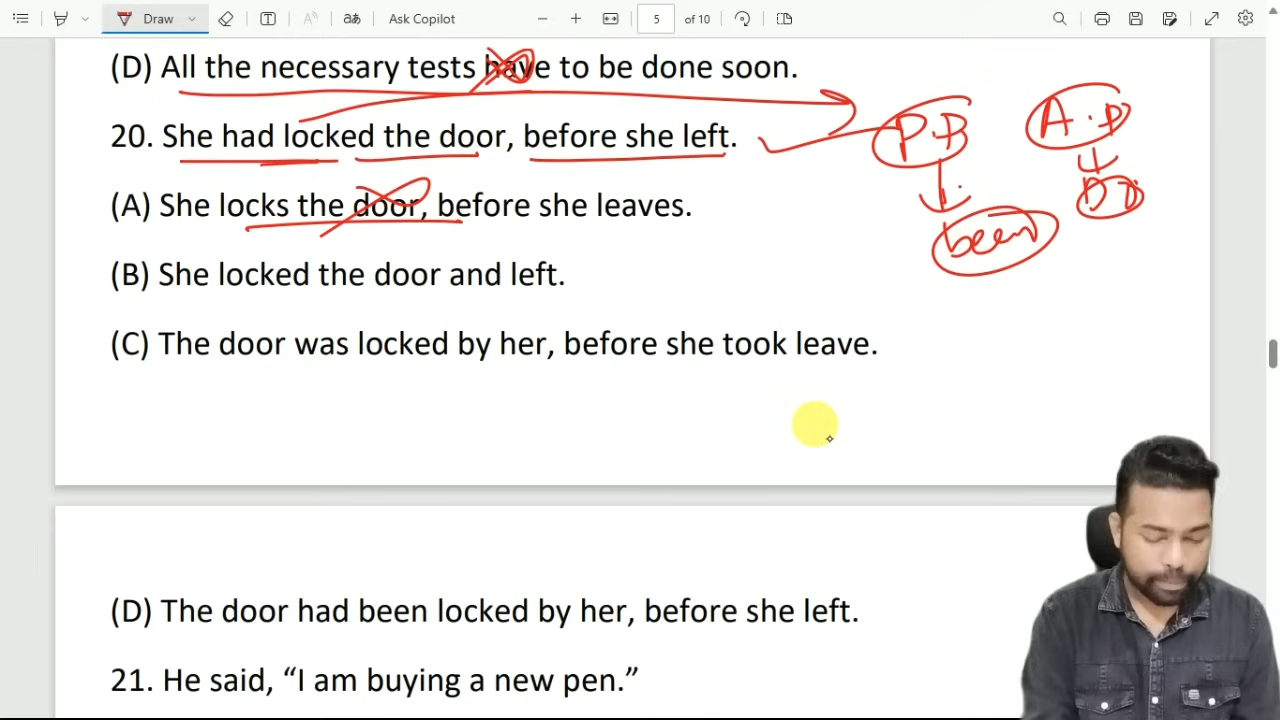 Draw
Ask Copilot
5 of 10
(D) All the necessary tests have to be done soon.
20. She had locked the door, before she left.
P.P
A.P
been
(A) She locks the door, before she leaves.
(B) She locked the door and left.
(C) The door was locked by her, before she took leave.
(D) The door had been locked by her, before she left.
21. He said, “I am buying a new pen.”